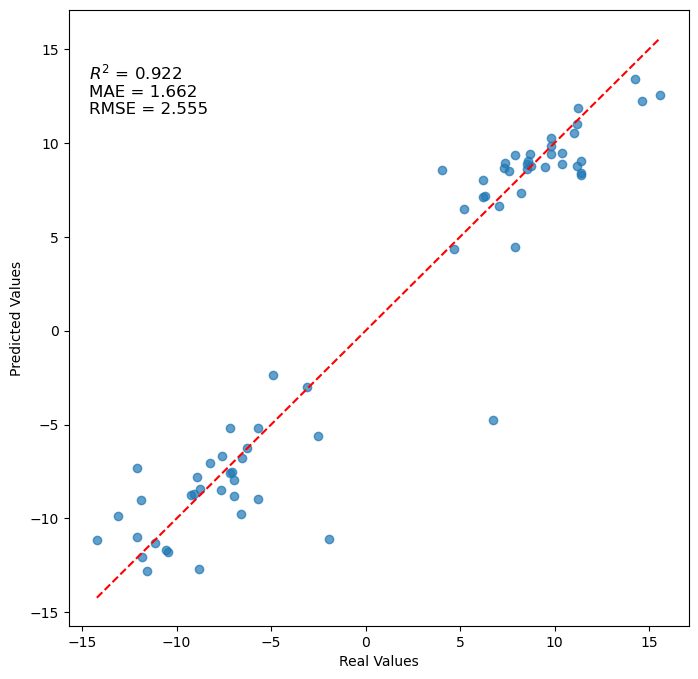 15
10
5
0
−5
−10
−15
R² = 0.922
MAE = 1.662
RMSE = 2.555
Predicted Values
−15 −10 −5 0 5 10 15
Real Values